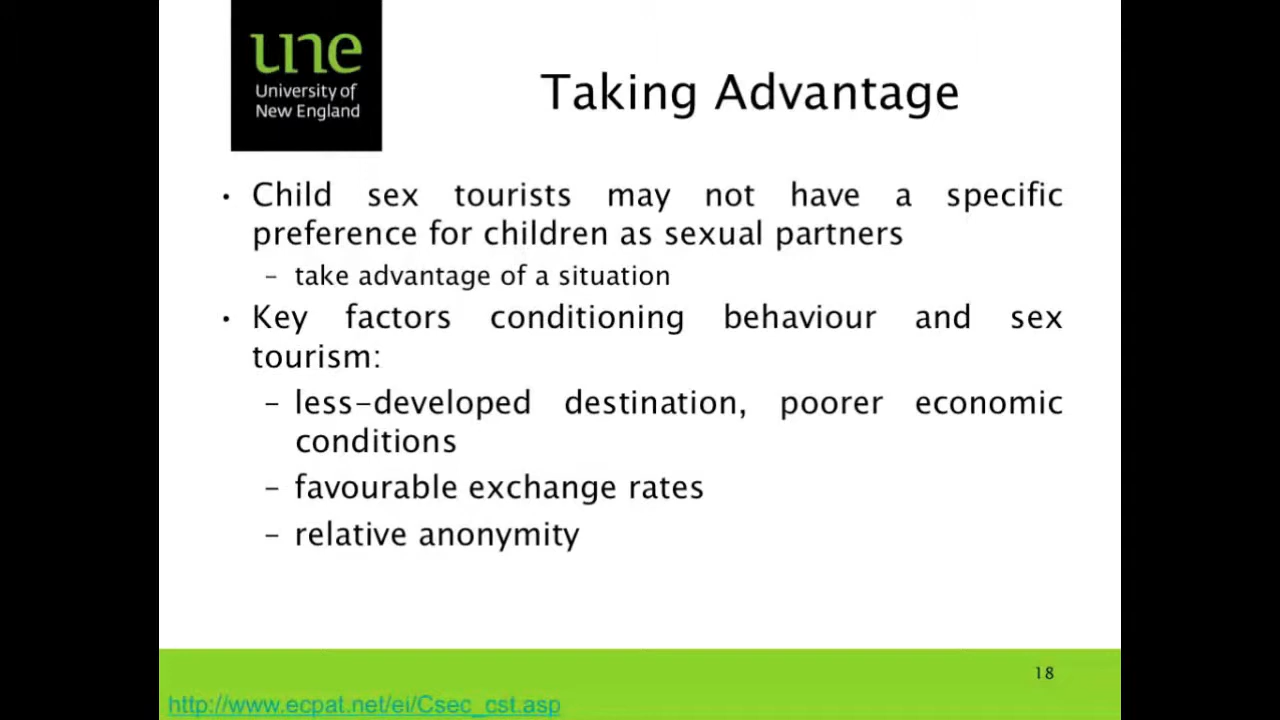 une
University of
New England
Taking Advantage
• Child sex tourists may not have a specific
preference for children as sexual partners
– take advantage of a situation
• Key factors conditioning behaviour and sex
tourism:
– less-developed destination, poorer economic
conditions
– favourable exchange rates
– relative anonymity
18
http://www.ecpat.net/ei/Csec_cst.asp